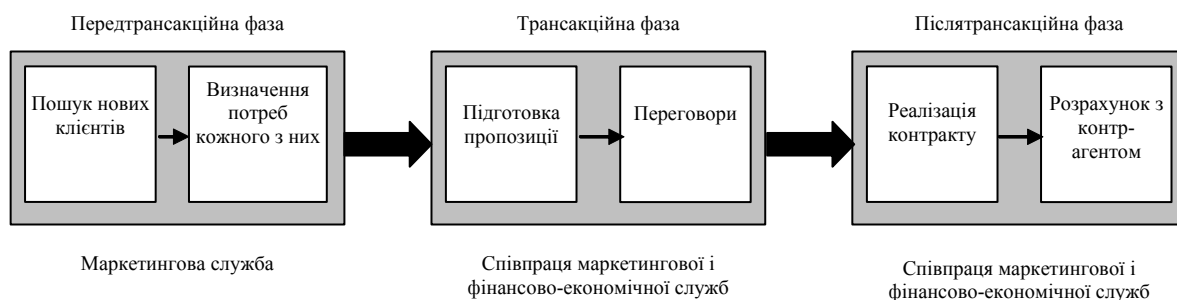 Передтрансакційна фаза
Трансакційна фаза
Післятрансакційна фаза
Пошук нових
клієнтів
Визначення
потреб
кожного з них
Підготовка
пропозиції
Переговори
Реалізація
контракту
Розрахунок з
контр-
агентом
Маркетингова служба
Співпраця маркетингової і
фінансово-економічної служб
Співпраця маркетингової і
фінансово-економічної служб